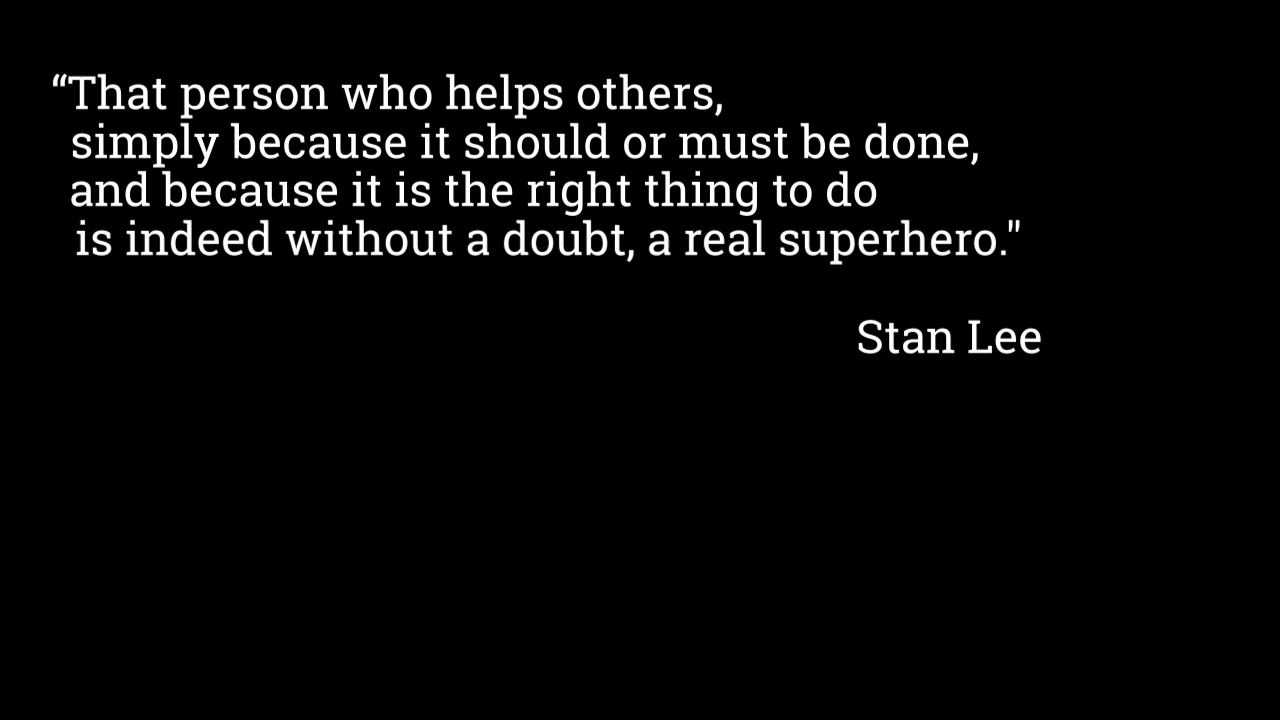 “That person who helps others,
simply because it should or must be done,
and because it is the right thing to do
is indeed without a doubt, a real superhero."
Stan Lee